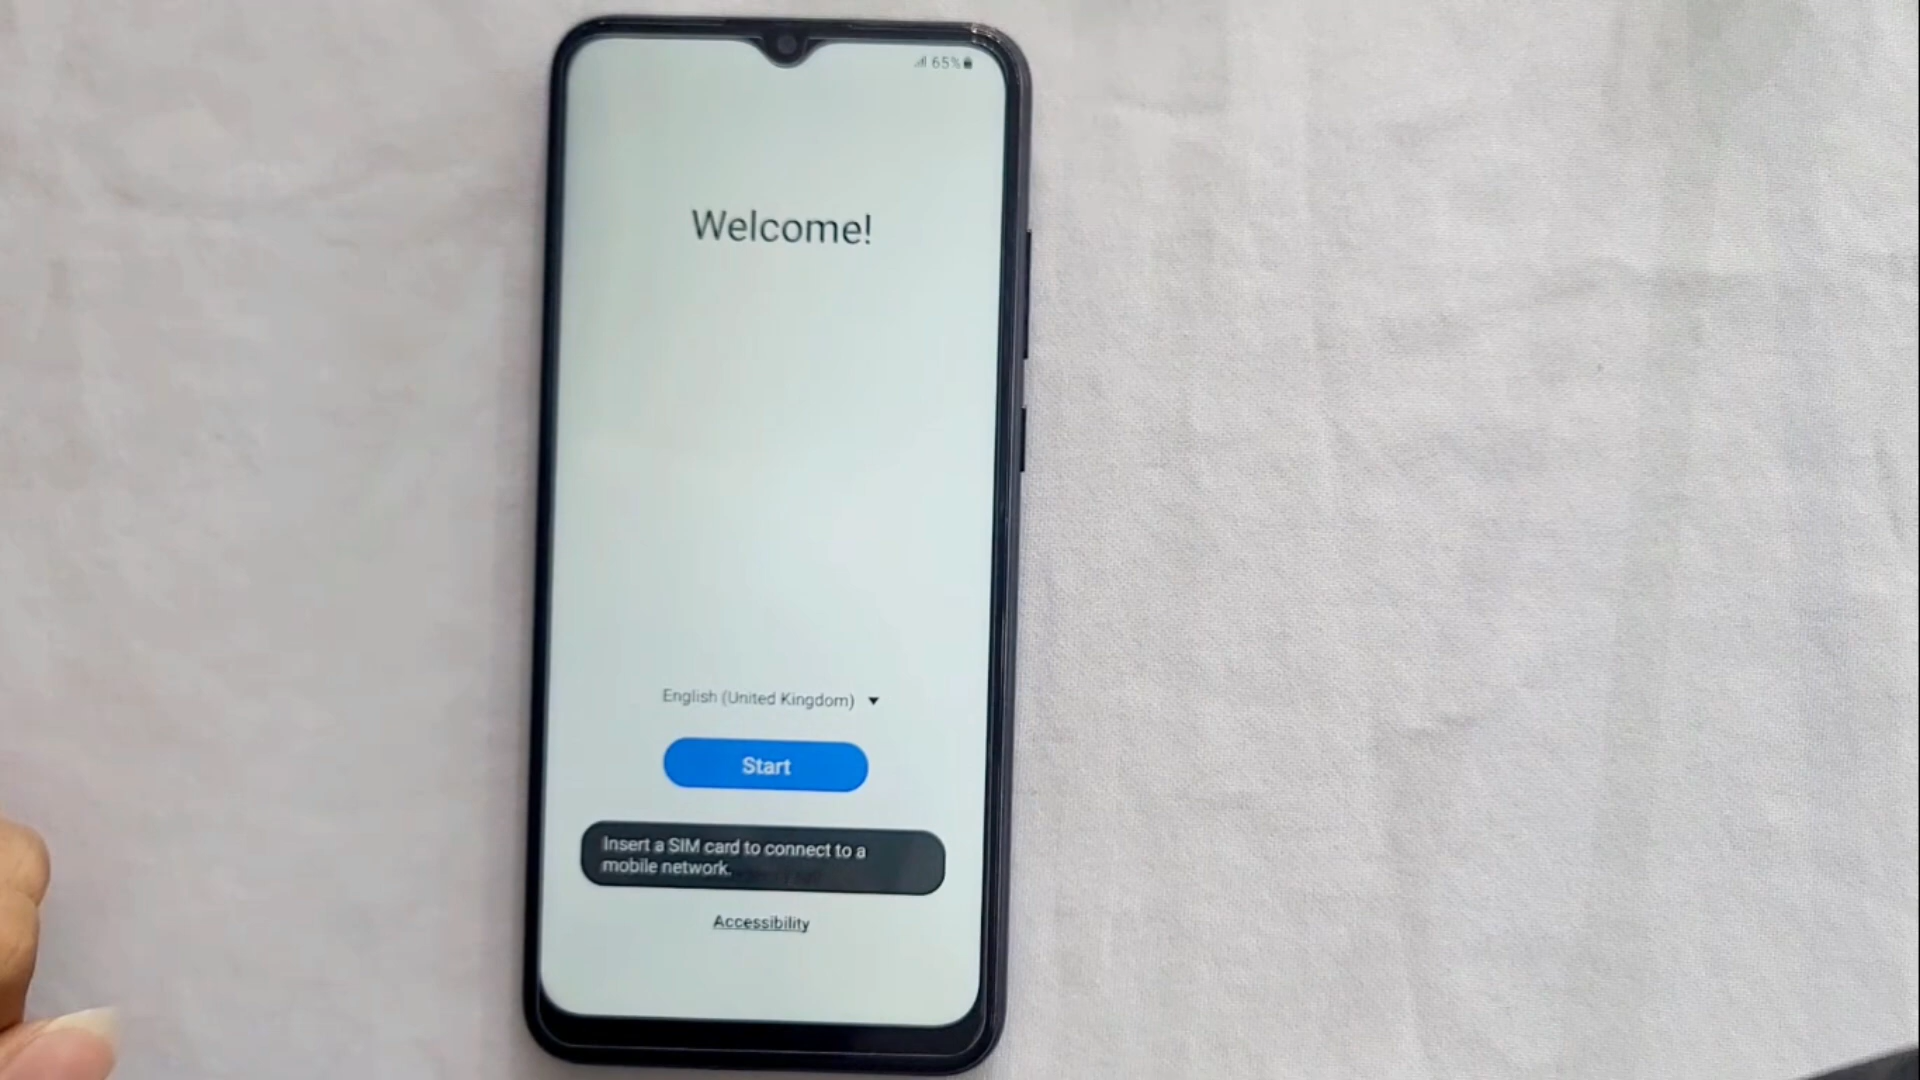 65%
Welcome!
English (United Kingdom)
Start
Insert a SIM card to connect to a
mobile network.
Accessibility